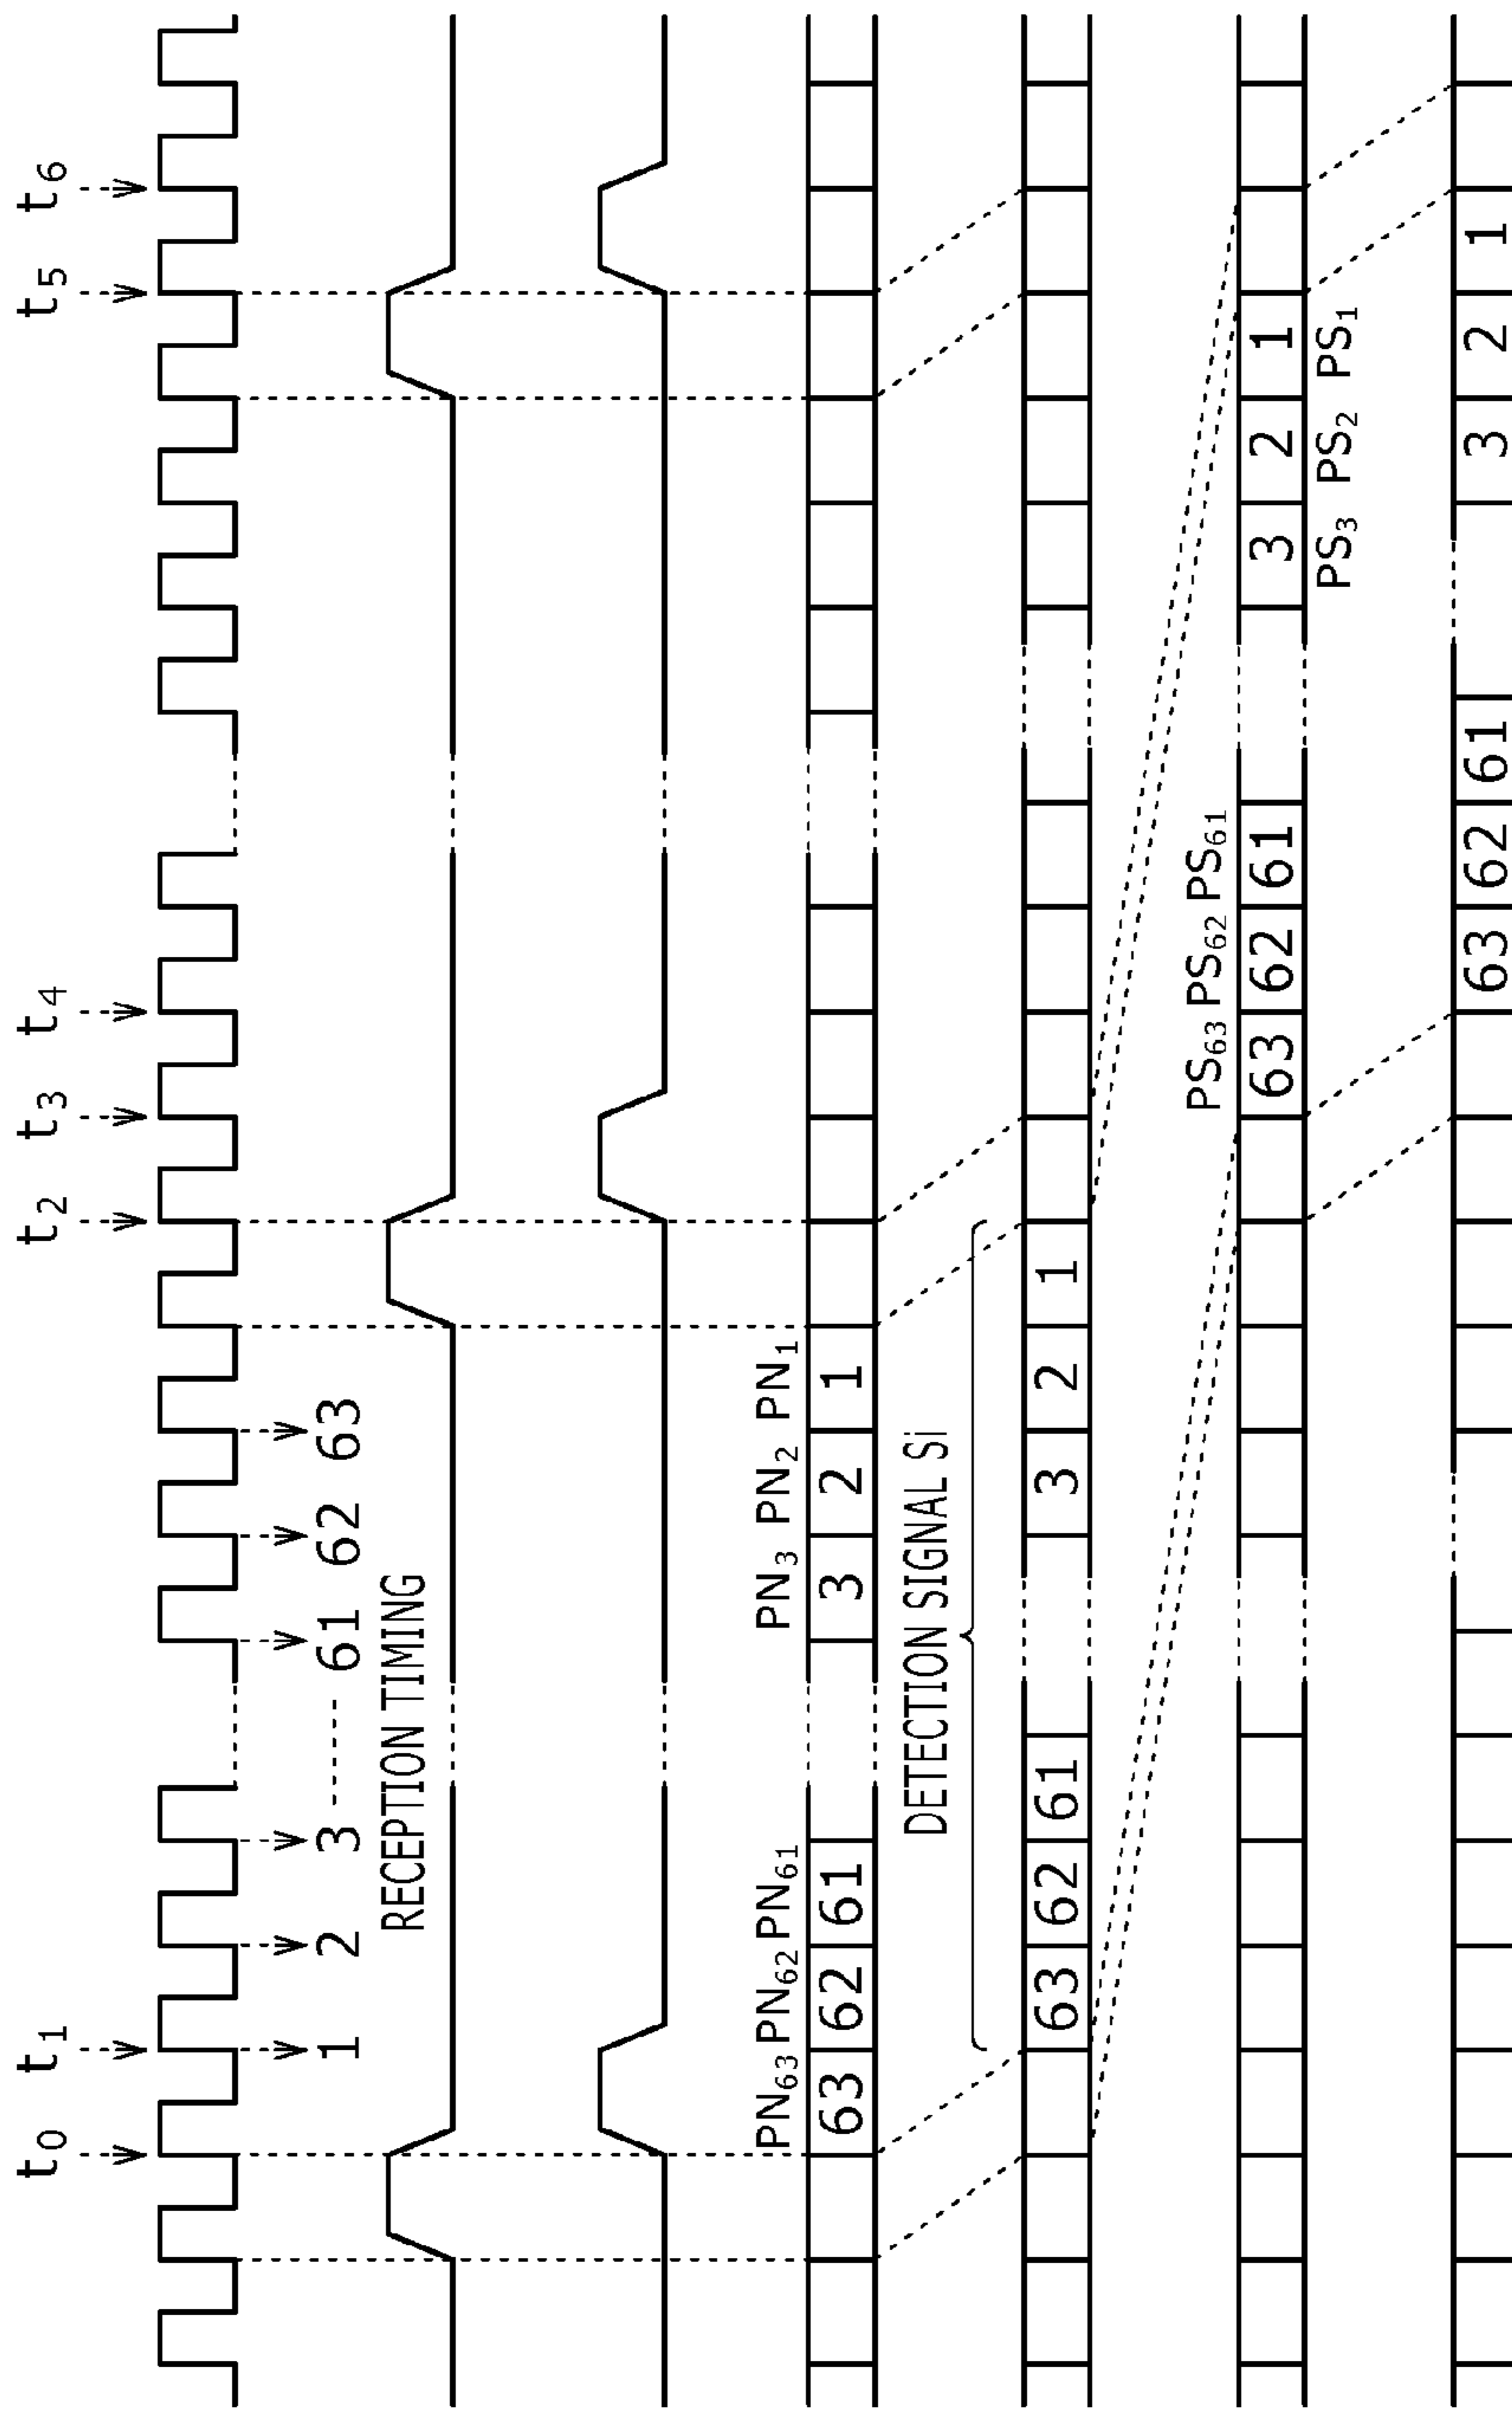 t0 t1 t2 t3 t4 t5 t6
1 2 3 61 62 63
RECEPTION TIMING
PN63 PN62 PN61 PN3 PN2 PN1
63 62 61 3 2 1
DETECTION SIGNAL Si
63 62 61 3 2 1
PS63 PS62 PS61
63 62 61 3 2 1
PS3 PS2 PS1
63 62 61 3 2 1